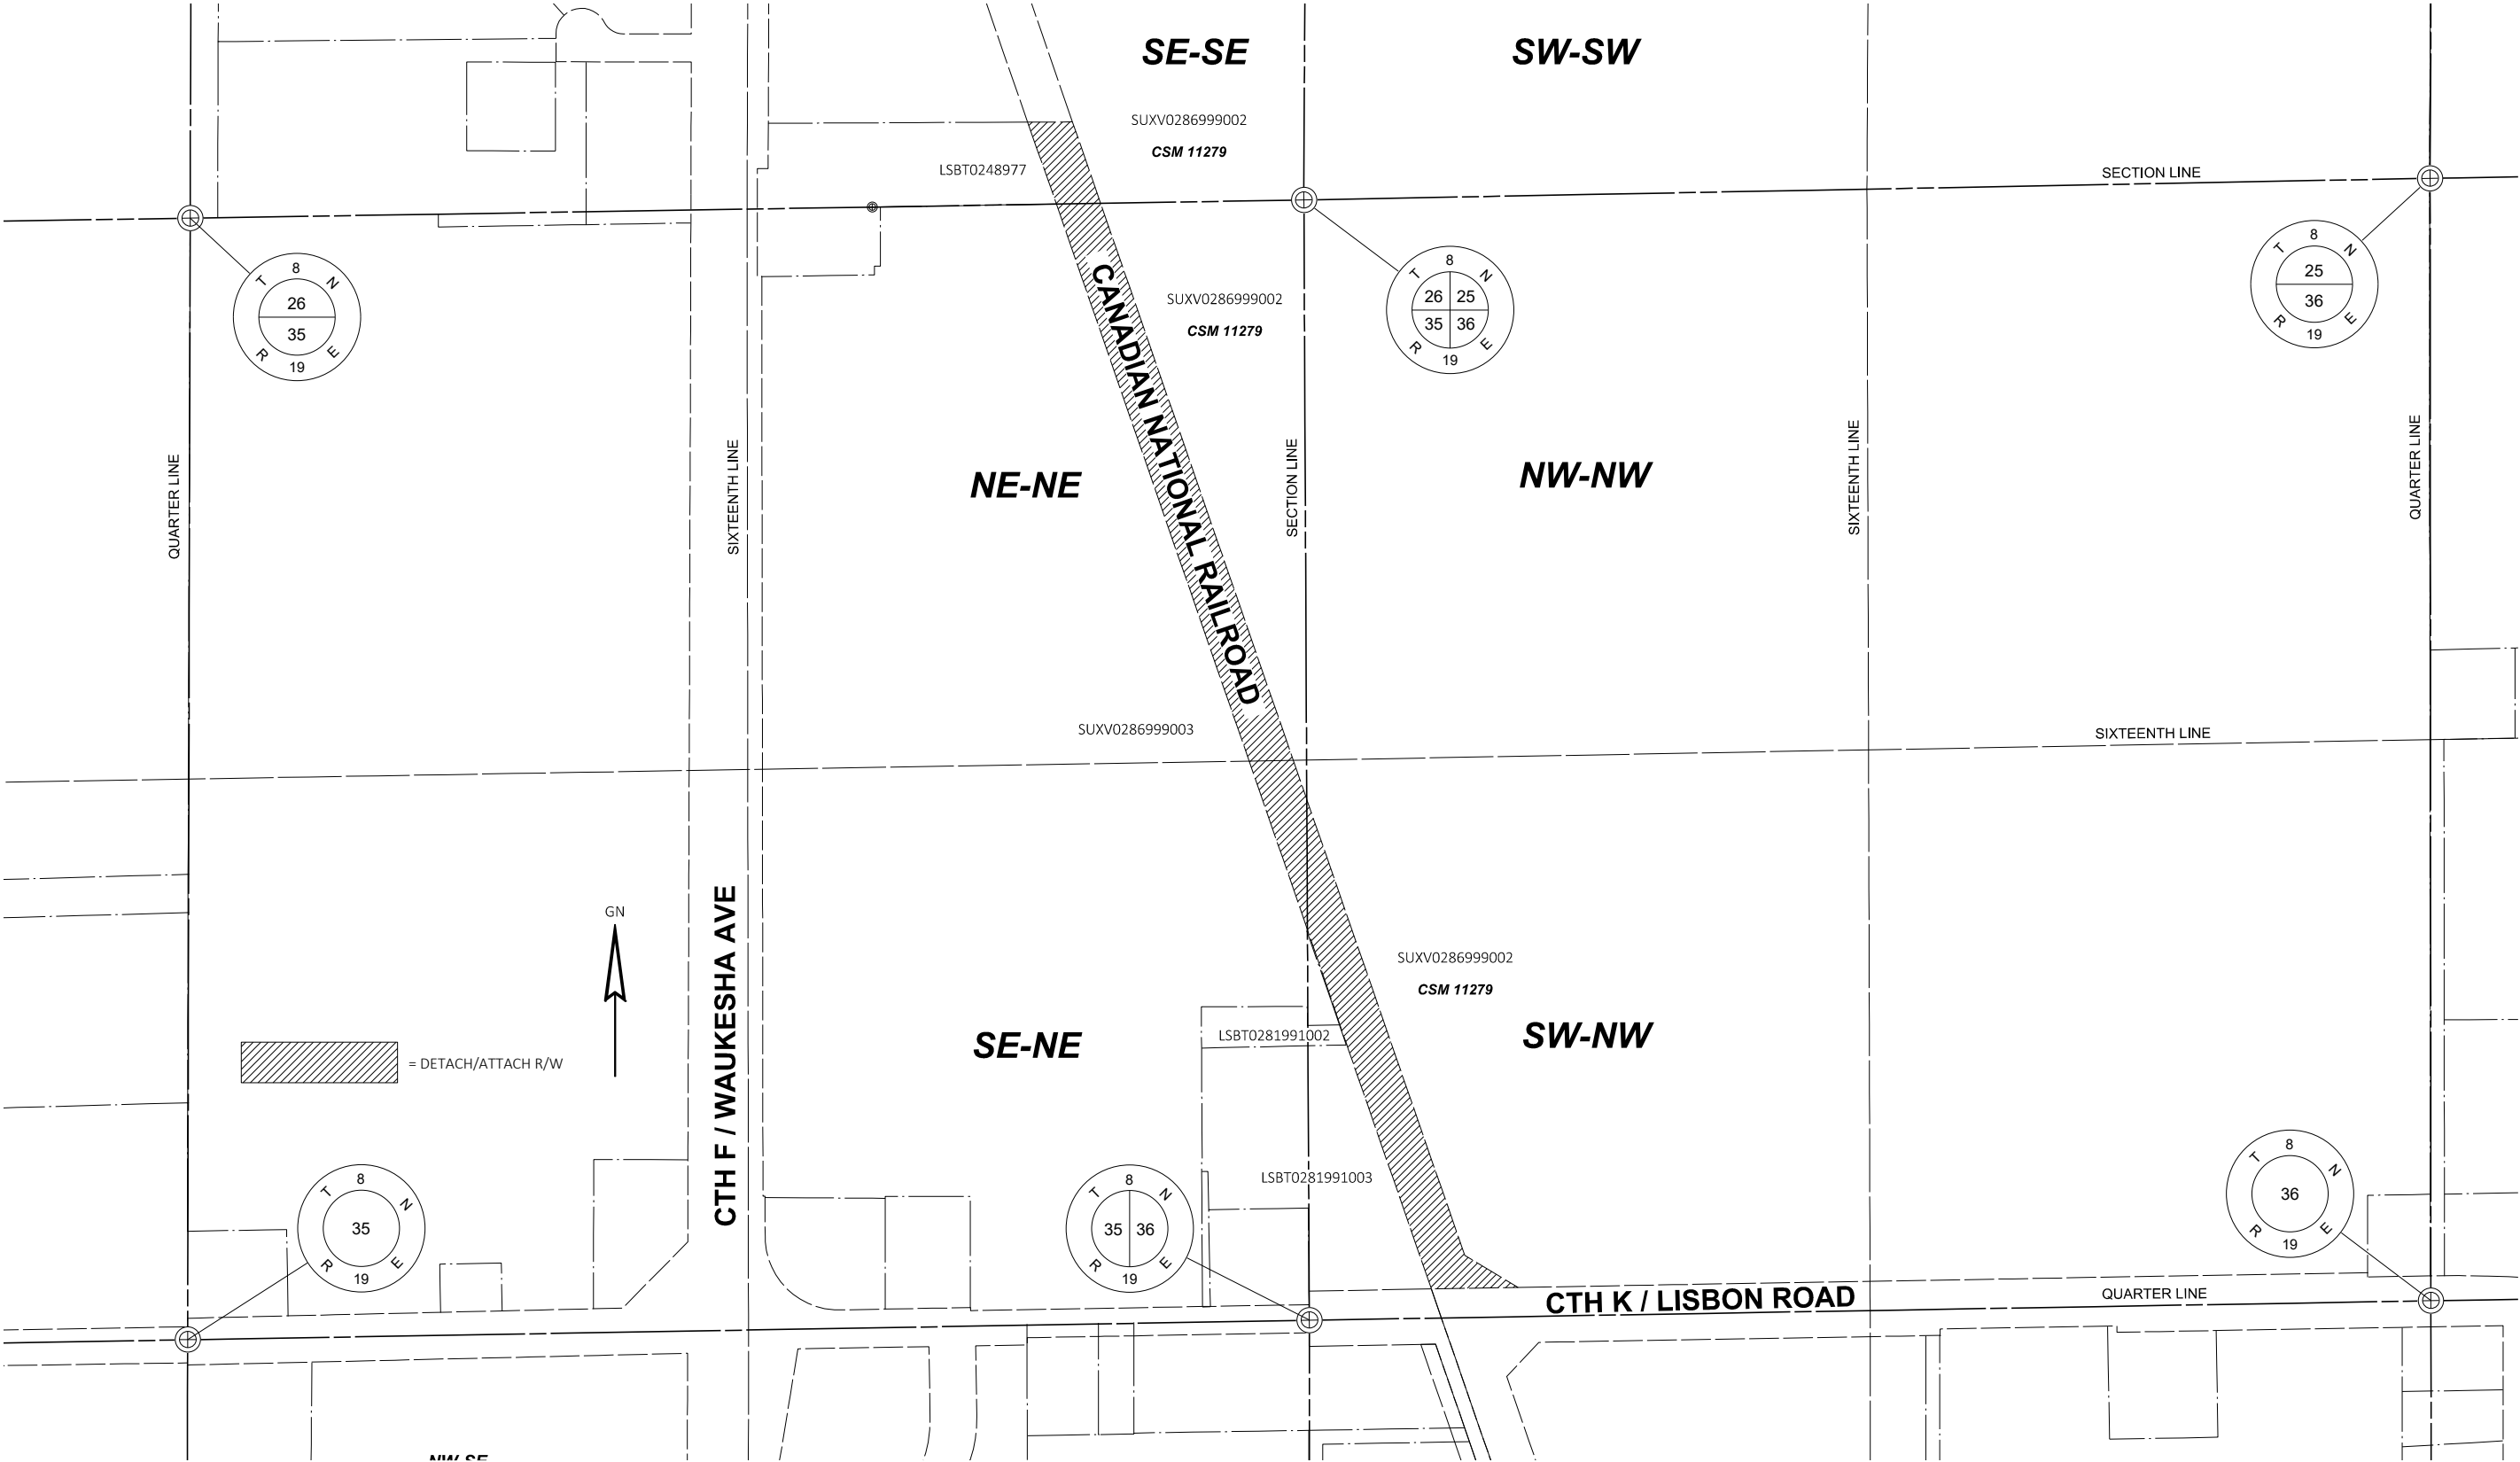 SE-SE
SW-SW
SUXV0286999002
CSM 11279
LSBT0248977
SECTION LINE
8
T N
26
35
R E
19
8
T N
26 25
35 36
R E
19
8
T N
25
36
R E
19
SUXV0286999002
CSM 11279
CANADIAN NATIONAL RAILROAD
QUARTER LINE
SIXTEENTH LINE
NE-NE
SECTION LINE
NW-NW
SIXTEENTH LINE
QUARTER LINE
SUXV0286999003
SIXTEENTH LINE
GN
CTH F / WAUKESHA AVE
SUXV0286999002
CSM 11279
= DETACH/ATTACH R/W
SE-NE
LSBT0281991002
SW-NW
LSBT0281991003
8
T N
35
R E
19
8
T N
35 36
R E
19
8
T N
36
R E
19
CTH K / LISBON ROAD
QUARTER LINE
NW-SE